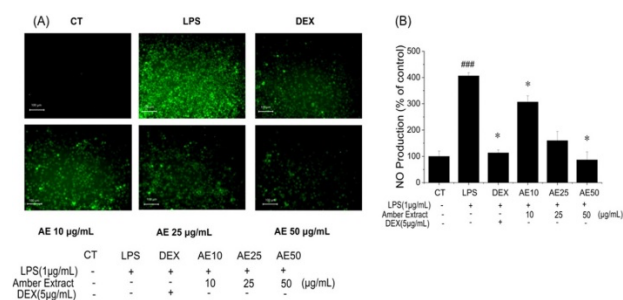 (A)
CT LPS DEX
AE 10 µg/mL AE 25 µg/mL AE 50 µg/mL
CT LPS DEX AE10 AE25 AE50
LPS(1µg/mL) - + + + + +
Amber Extract - - - 10 25 50 (µg/mL)
DEX(5µg/mL) - - + - - -
(B)
NO Production (% of control)
500
400
300
200
100
0
###
*
*
*
CT LPS DEX AE10 AE25 AE50
LPS(1µg/mL) - + + + + +
Amber Extract - - - 10 25 50 (µg/mL)
DEX(5µg/mL) - - + - - -